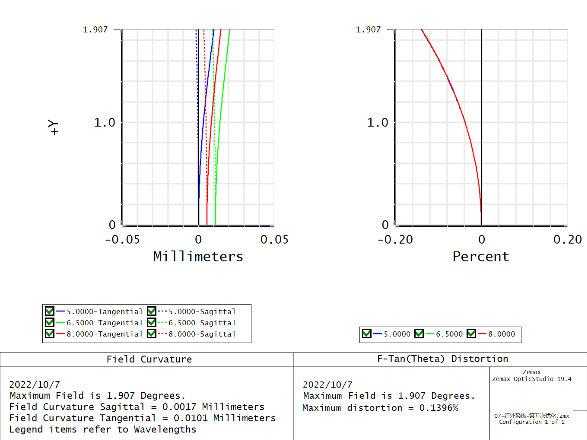 1.907
1.0
+Y
0
-0.05
0
0.05
Millimeters
1.907
1.0
0
-0.20
0
0.20
Percent
5.0000-Tangential
5.0000-Sagittal
6.5000 Tangential
6.5000 Sagittal
8.0000-Tangential
8.0000-Sagittal
5.0000
6.5000
8.0000
Field Curvature
2022/10/7
Maximum Field is 1.907 Degrees.
Field Curvature Sagittal = 0.0017 Millimeters
Field Curvature Tangential = 0.0101 Millimeters
Legend items refer to Wavelengths
F-Tan(Theta) Distortion
2022/10/7
Maximum Field is 1.907 Degrees.
Maximum distortion = 0.1396%
Zemax
Zemax OpticStudio 19.4
Configuration 1 of 1